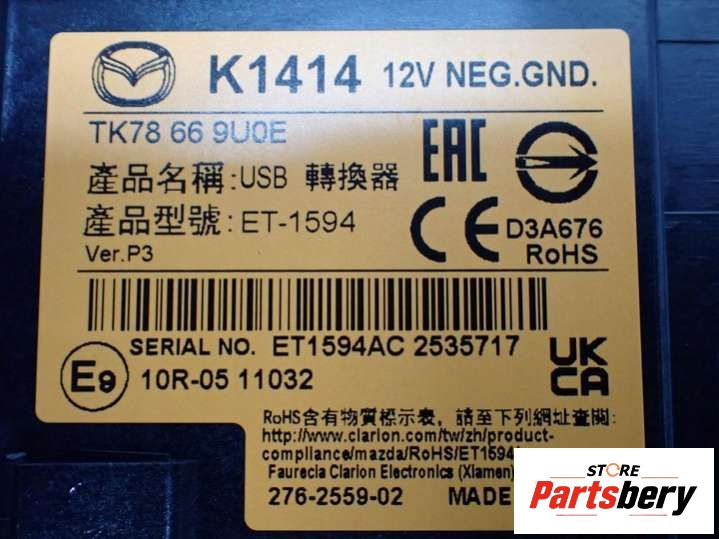 K1414 12V NEG.GND.
TK78 66 9U0E
產品名稱:USB 轉換器
產品型號:ET-1594
Ver.P3
EAC
CE
D3A676
RoHS
SERIAL NO. ET1594AC 2535717
E9
10R-05 11032
UK
CA
RoHS含有物質標示表, 請至下列網址查閱:
http://www.clarion.com/tw/zh/product-
compliance/mazda/RoHS/ET1594
Faurecia Clarion Electronics (Xiamen)
276-2559-02 MADE
STORE
Partsbery